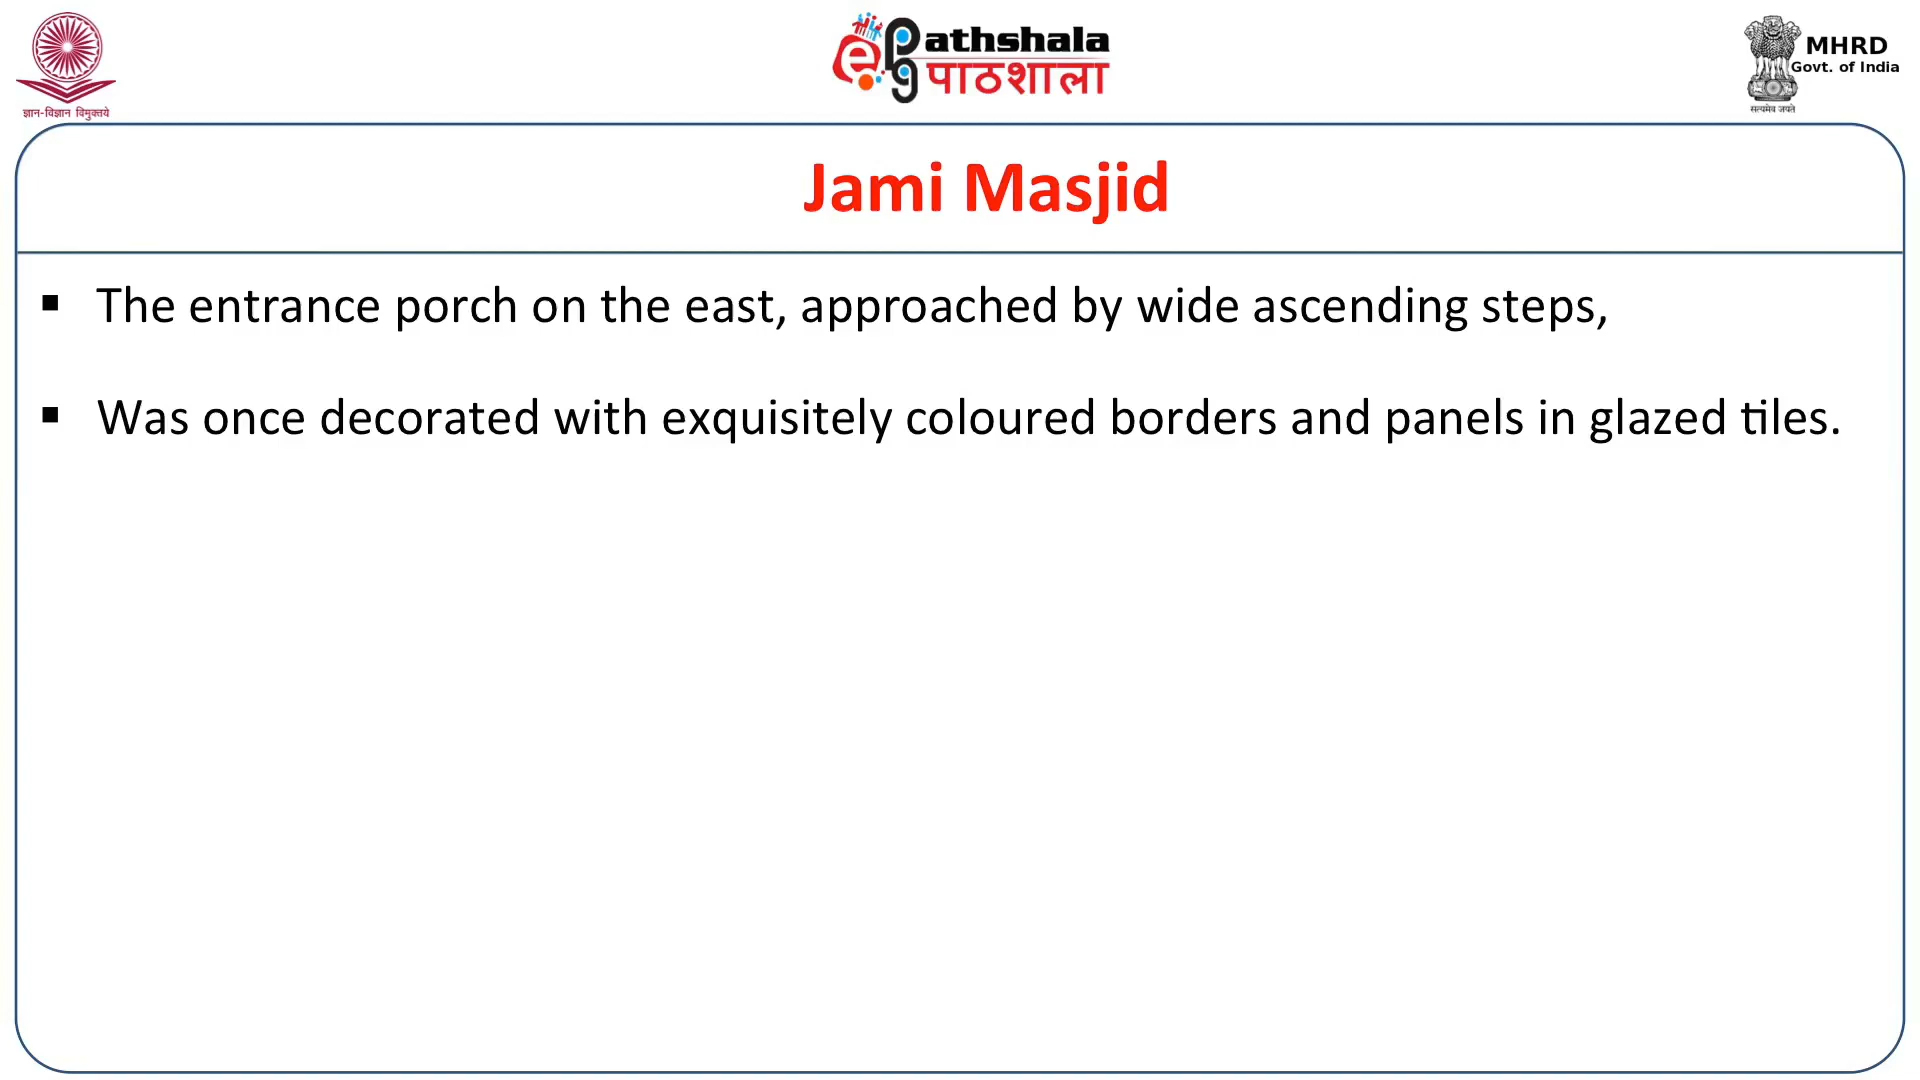 ज्ञान-विज्ञान विमुक्तये
e Pathshala
pg पाठशाला
MHRD
Govt. of India
सत्यमेव जयते
Jami Masjid
▪ The entrance porch on the east, approached by wide ascending steps,
▪ Was once decorated with exquisitely coloured borders and panels in glazed tiles.